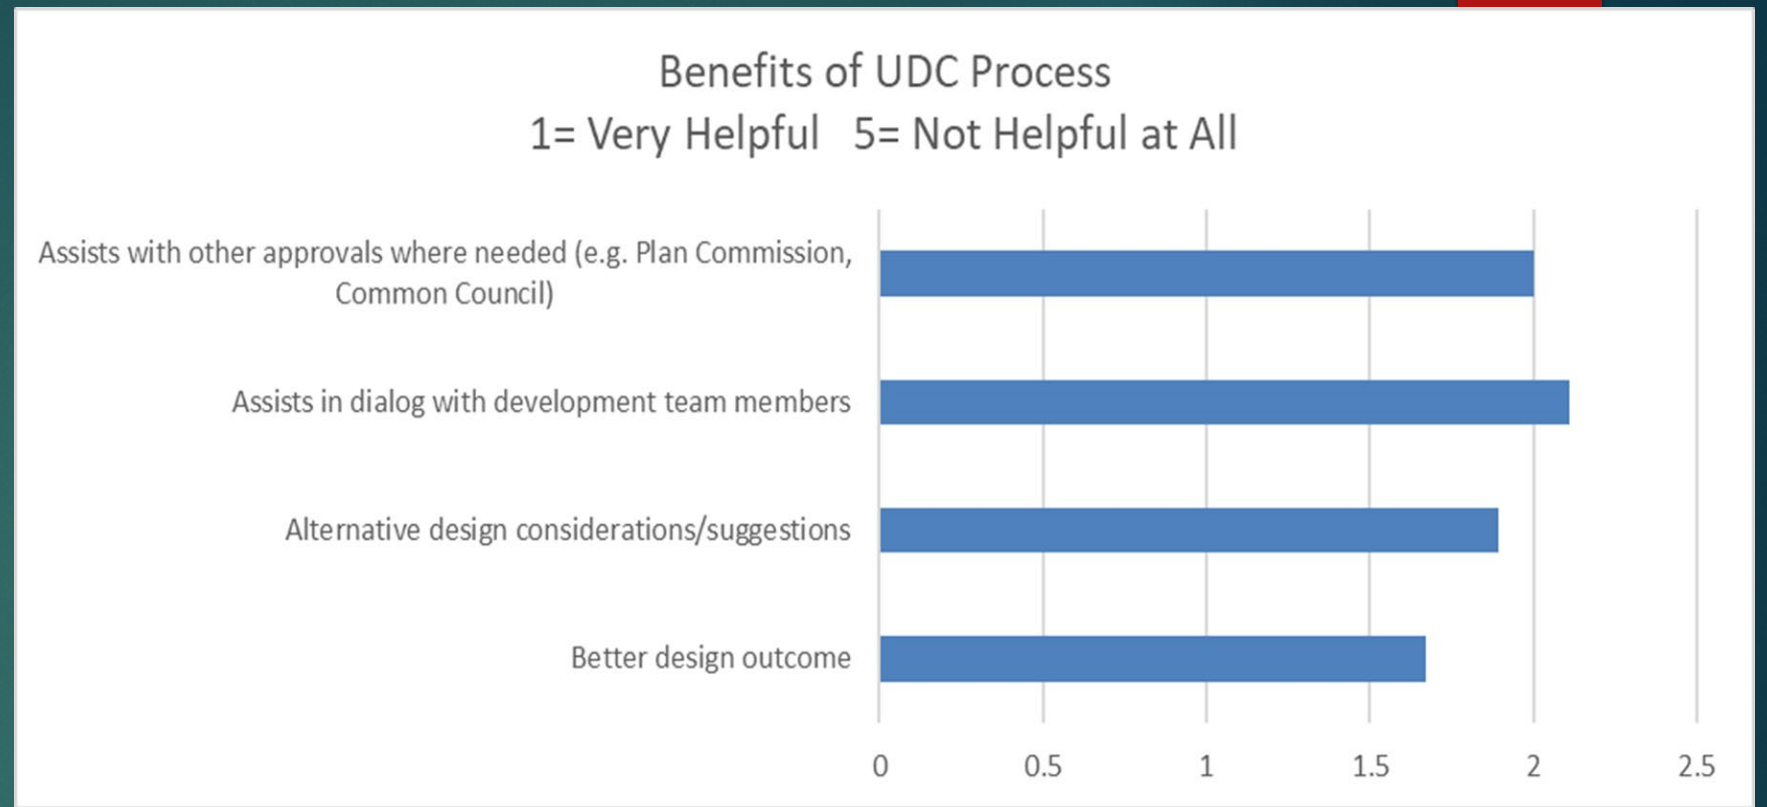 Benefits of UDC Process
1= Very Helpful   5= Not Helpful at All
Assists with other approvals where needed (e.g. Plan Commission,
Common Council)
Assists in dialog with development team members
Alternative design considerations/suggestions
Better design outcome
0 0.5 1 1.5 2 2.5